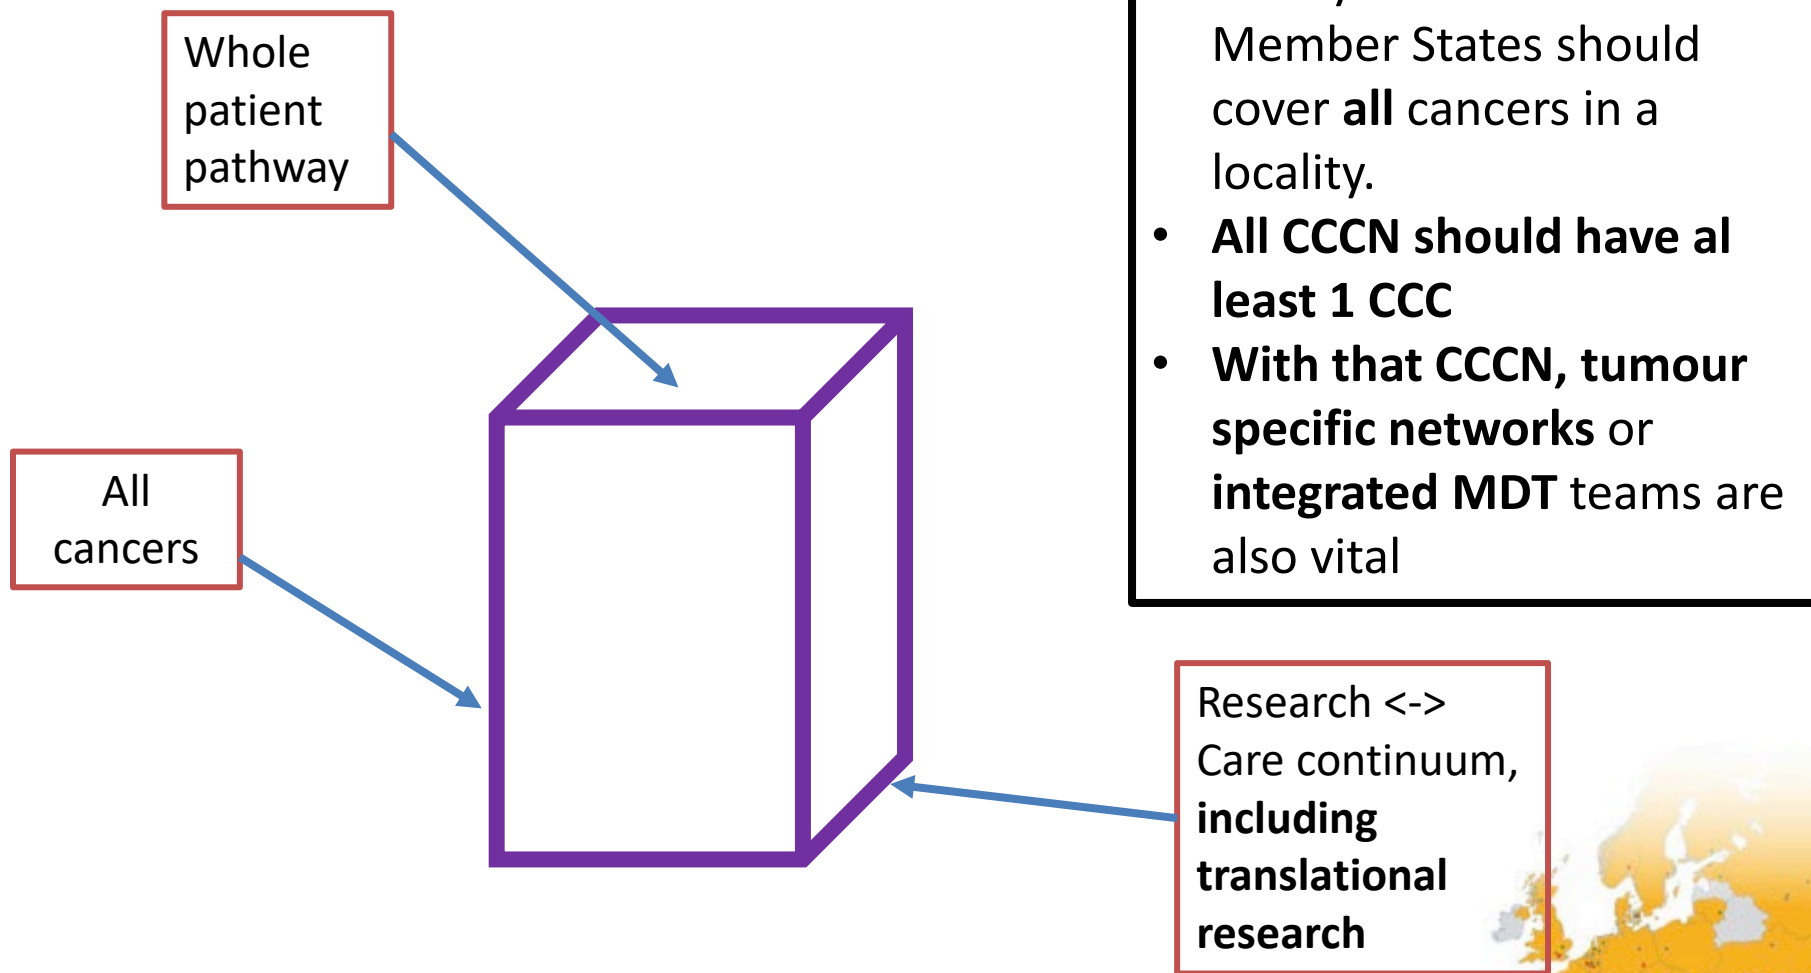 Whole
patient
pathway
All
cancers
Member States should
cover all cancers in a
locality.
• All CCCN should have al
least 1 CCC
• With that CCCN, tumour
specific networks or
integrated MDT teams are
also vital
Research <->
Care continuum,
including
translational
research